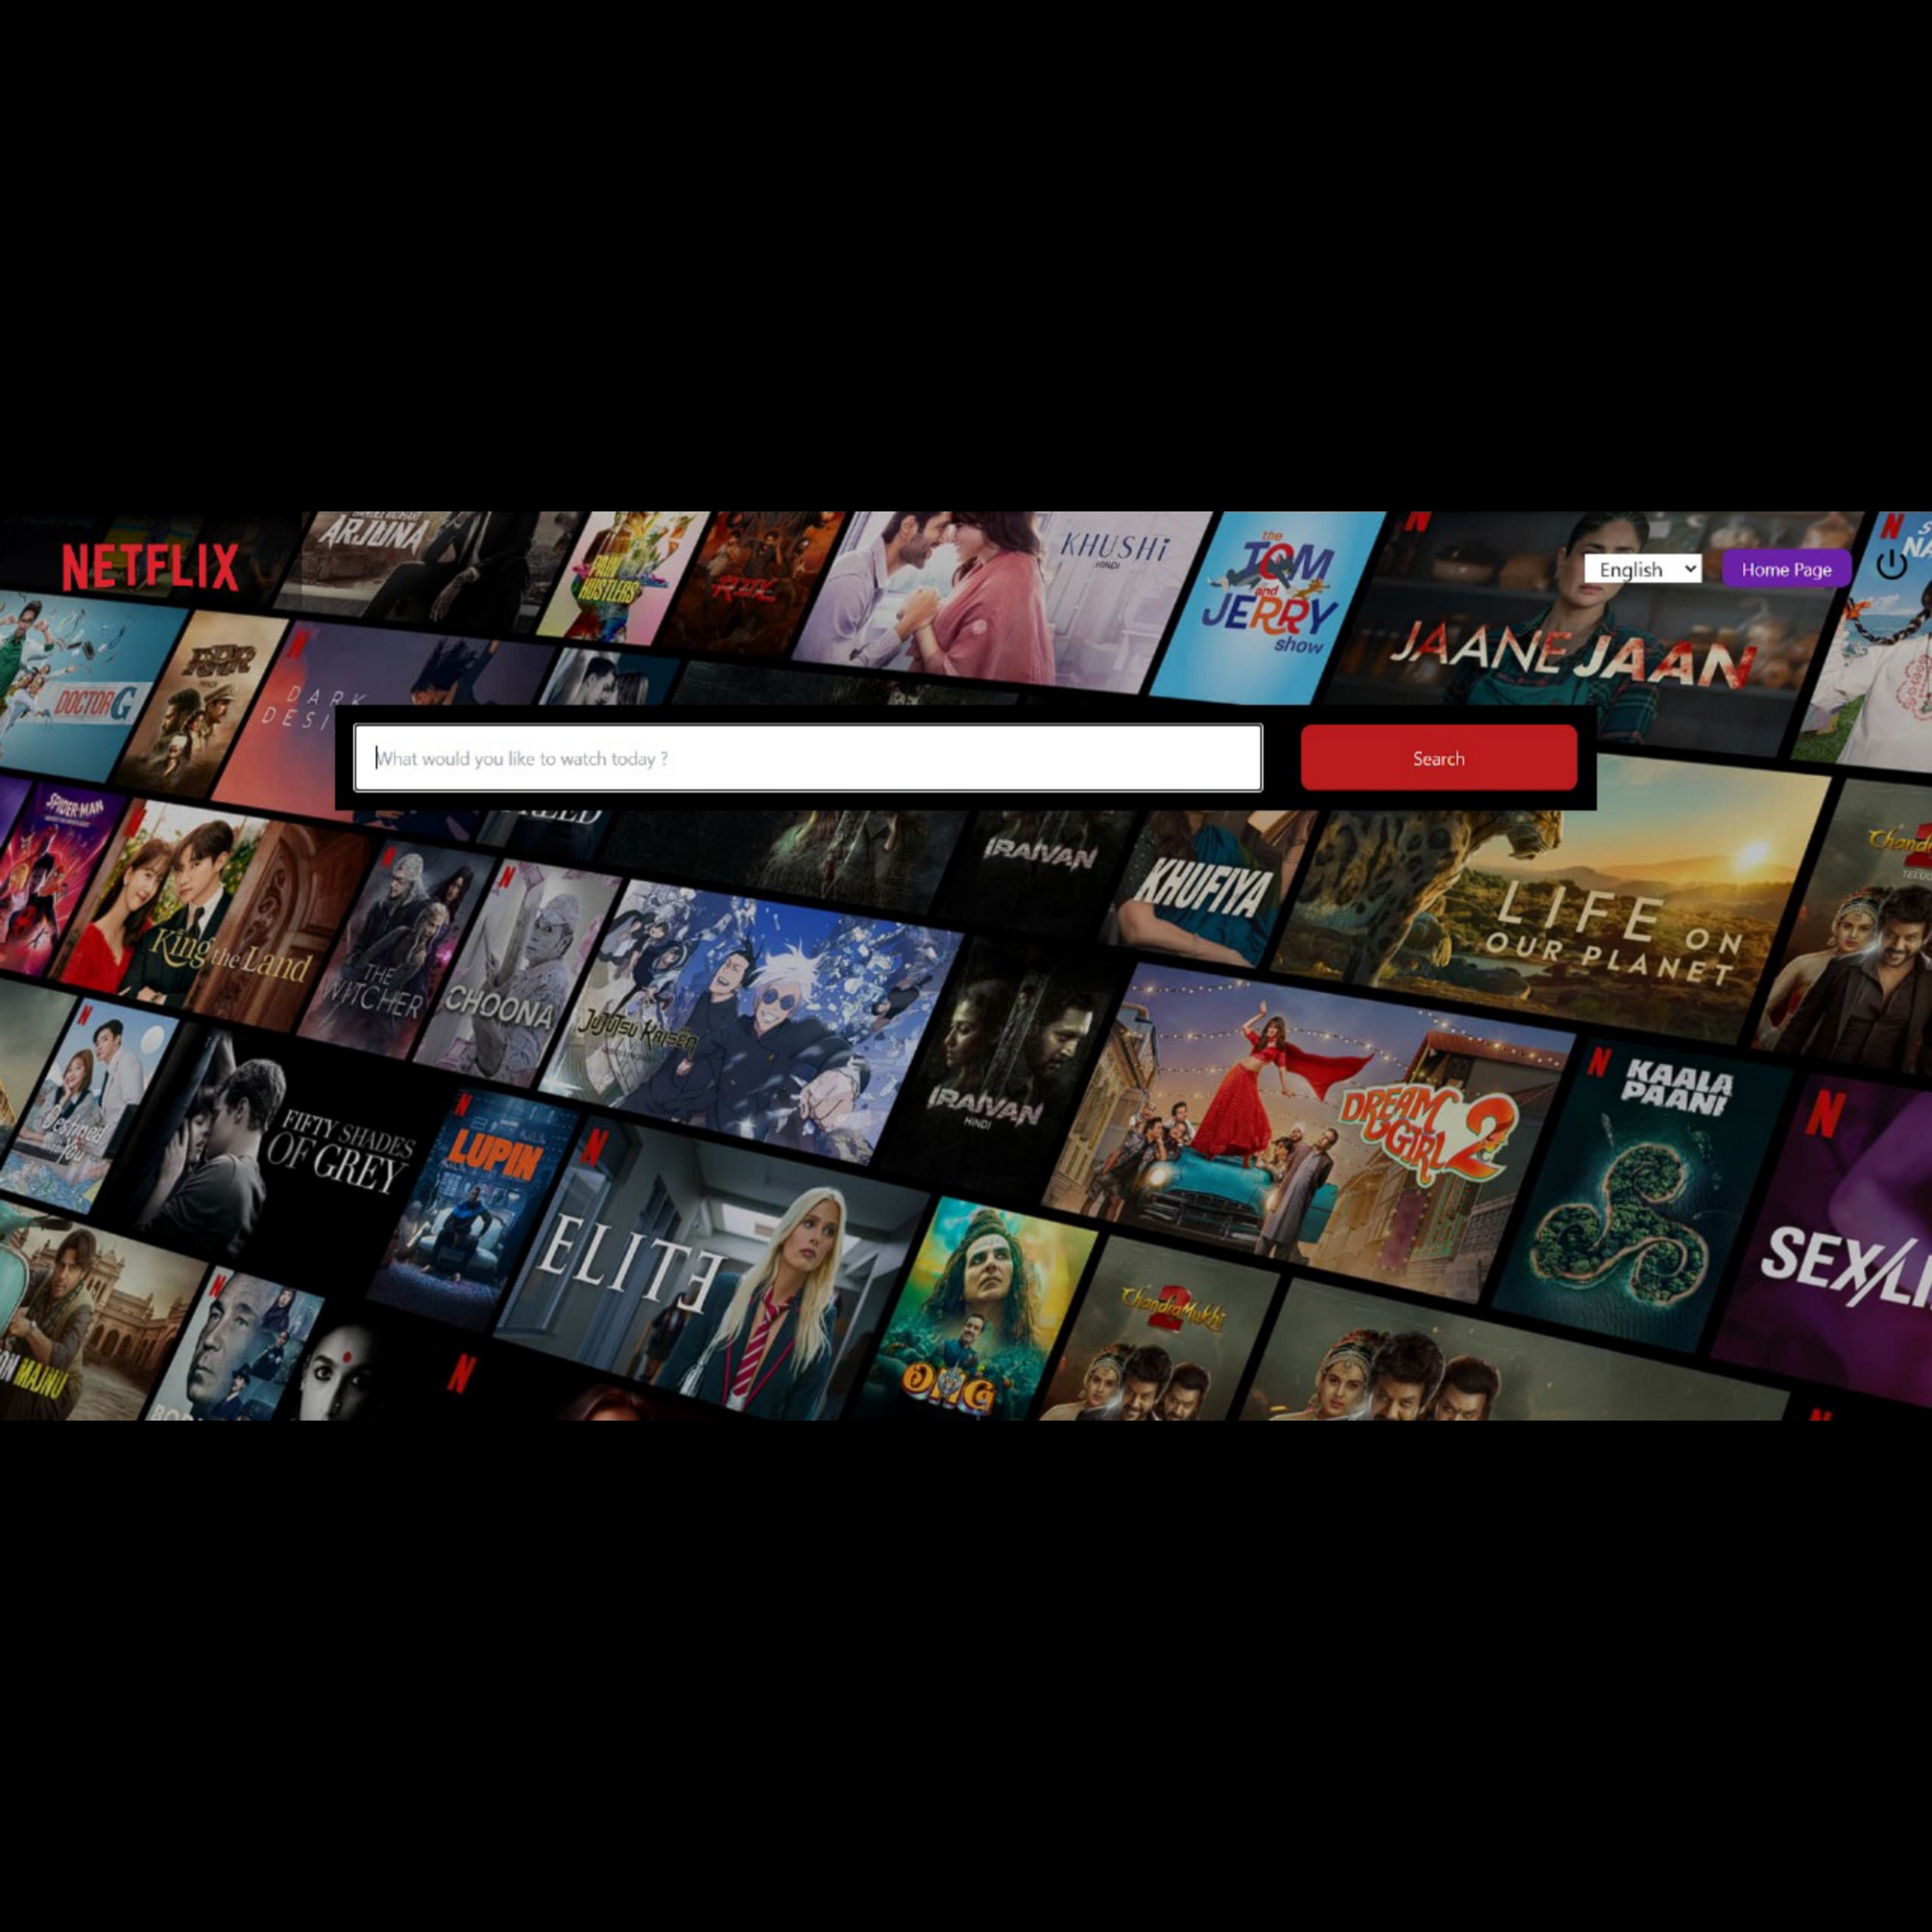 NETFLIX
ARJUNA
PAIN
HUSTLERS
KHUSHi
HINDI
the
TOM
and
JERRY
show
English
Home Page
N
JAANE JAAN
DOCTOR G
RRR
DARK
DESI
What would you like to watch today ?
Search
SPIDER-MAN
IRAIVAN
KHUFIYA
LIFE ON
OUR PLANET
Chand
2
TELUG
King the Land
THE
WITCHER
CHOONA
JUJUTSU KAISEN
IRAIVAN
HINDI
DREAM
GIRL 2
KAALA
PAANI
SEX/LI
Destined
with You
FIFTY SHADES
OF GREY
LUPIN
ELITE
OMG
ChandraMukhi
2
N MAJNU